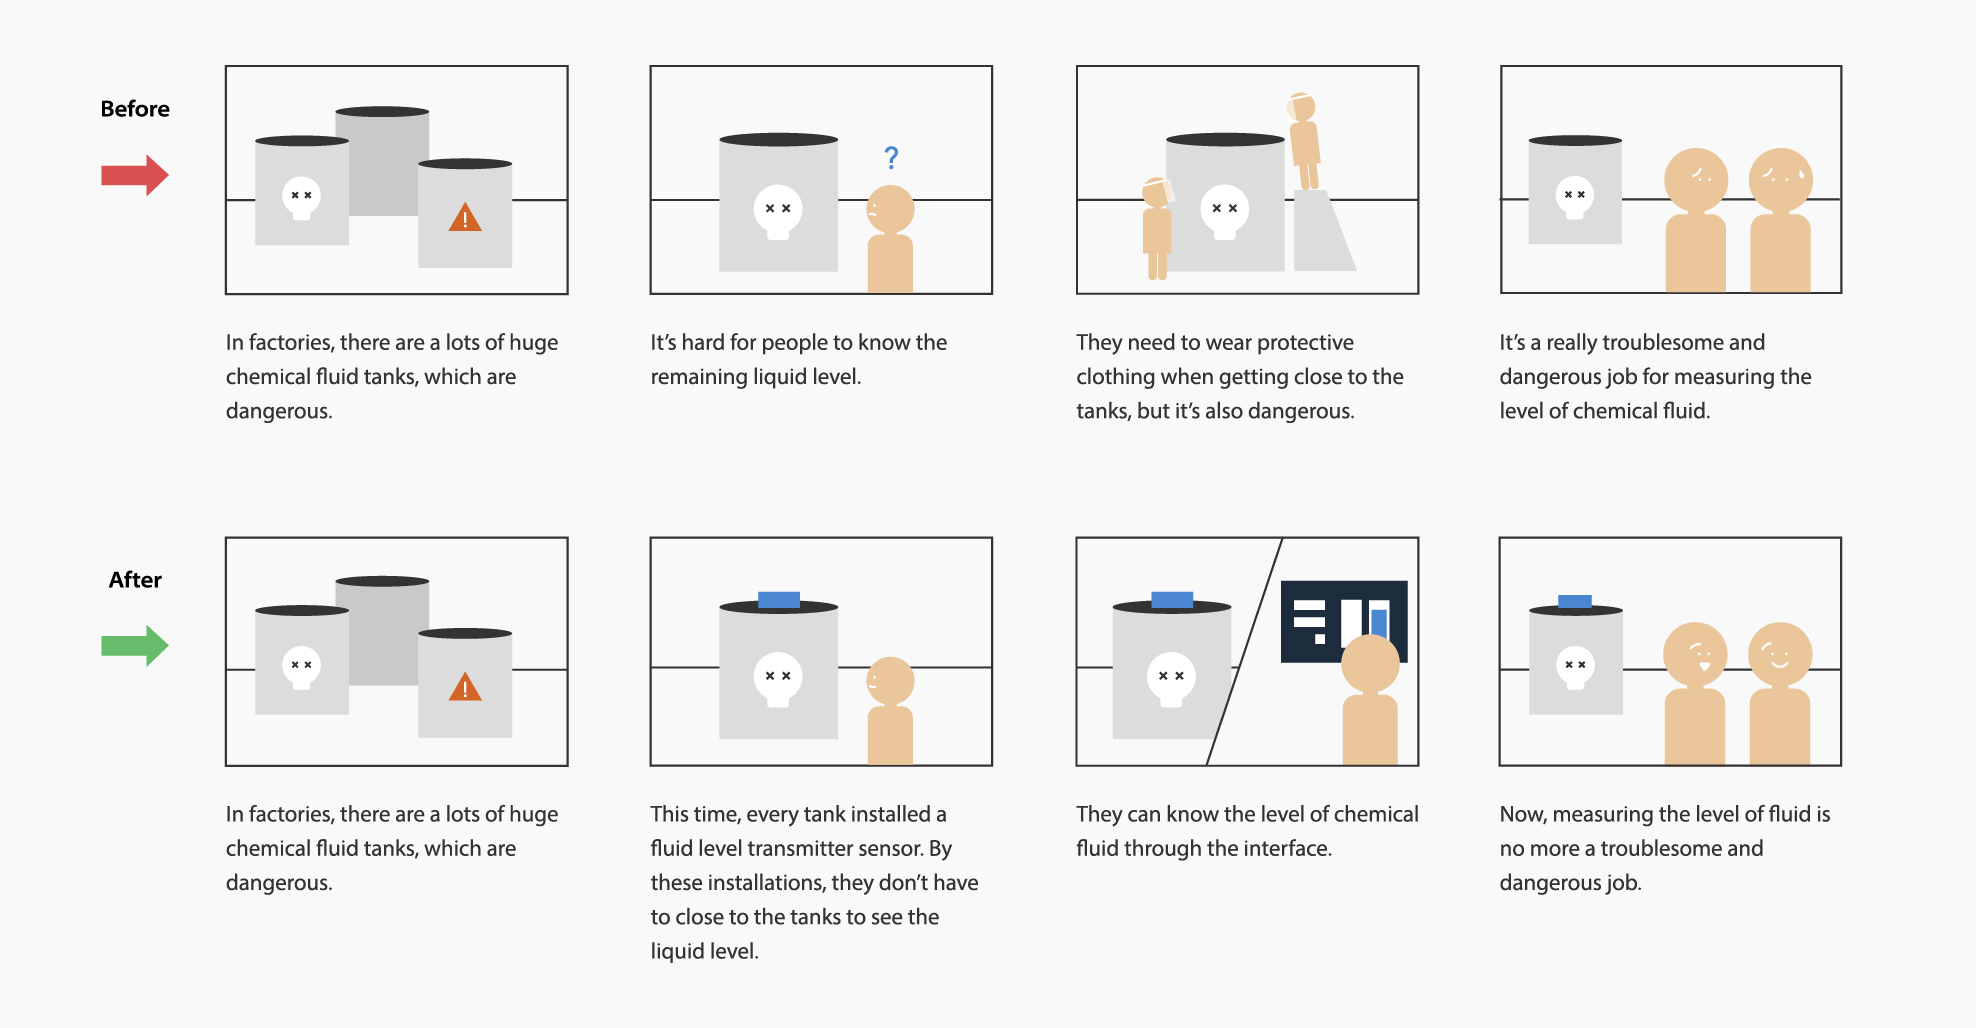 Before
In factories, there are a lots of huge
chemical fluid tanks, which are
dangerous.
?
It’s hard for people to know the
remaining liquid level.
They need to wear protective
clothing when getting close to the
tanks, but it’s also dangerous.
It’s a really troublesome and
dangerous job for measuring the
level of chemical fluid.
After
In factories, there are a lots of huge
chemical fluid tanks, which are
dangerous.
This time, every tank installed a
fluid level transmitter sensor. By
these installations, they don’t have
to close to the tanks to see the
liquid level.
They can know the level of chemical
fluid through the interface.
Now, measuring the level of fluid is
no more a troublesome and
dangerous job.